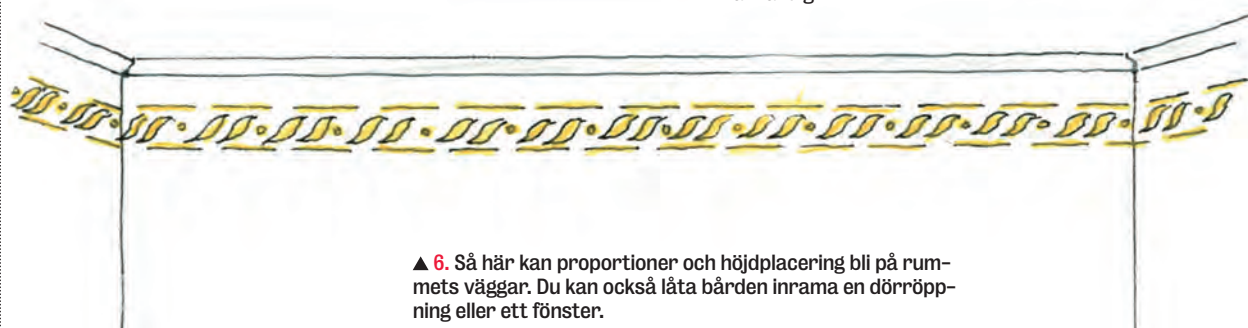 ▲ 6. Så här kan proportioner och höjdplacering bli på rum-
mets väggar. Du kan också låta bården inrama en dörröpp-
ning eller ett fönster.